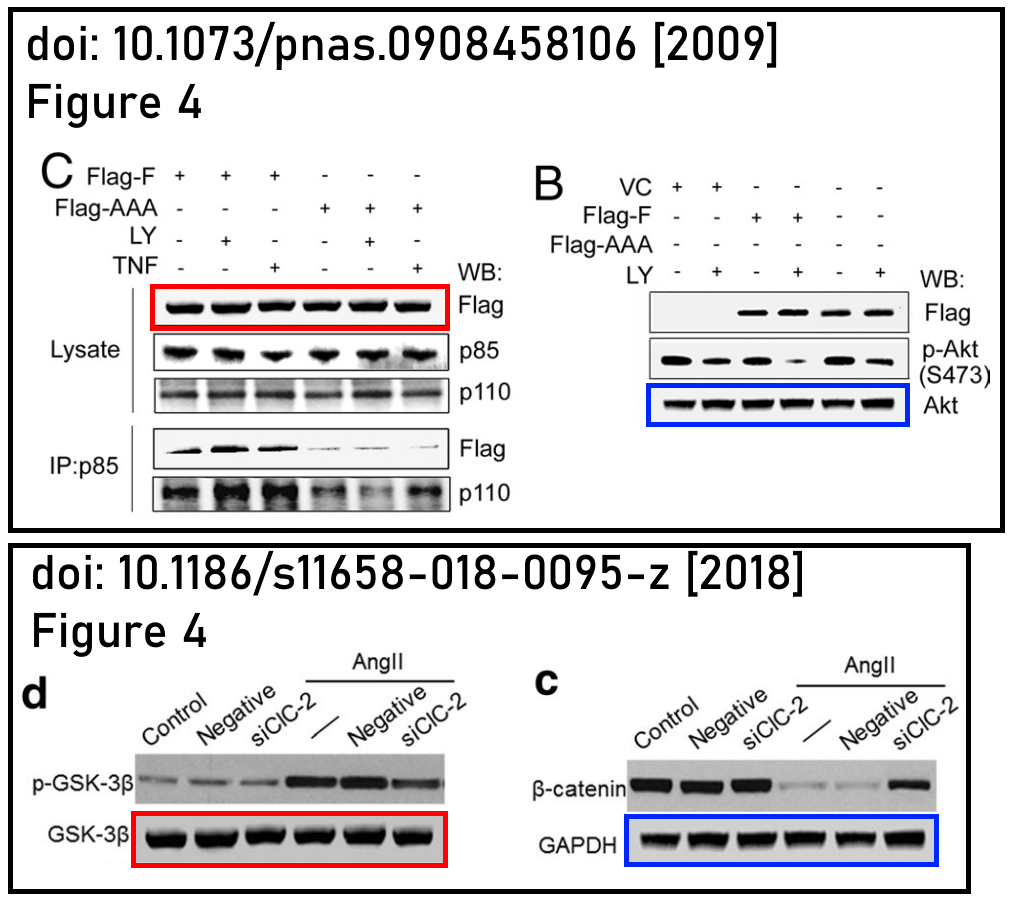 doi: 10.1073/pnas.0908458106 [2009]
Figure 4
C
Flag-F + + + - - -
Flag-AAA - - - + + +
LY - + - - + -
TNF - - + - - + WB:
Lysate
Flag
p85
p110
IP:p85
Flag
p110
B
VC + + - - - -
Flag-F - - + + - -
Flag-AAA - - - - - -
LY - + - + - + WB:
Flag
p-Akt
(S473)
Akt
doi: 10.1186/s11658-018-0095-z [2018]
Figure 4
d
AngII
Control Negative siClC-2 — Negative siClC-2
p-GSK-3β
GSK-3β
c
AngII
Control Negative siClC-2 — Negative siClC-2
β-catenin
GAPDH